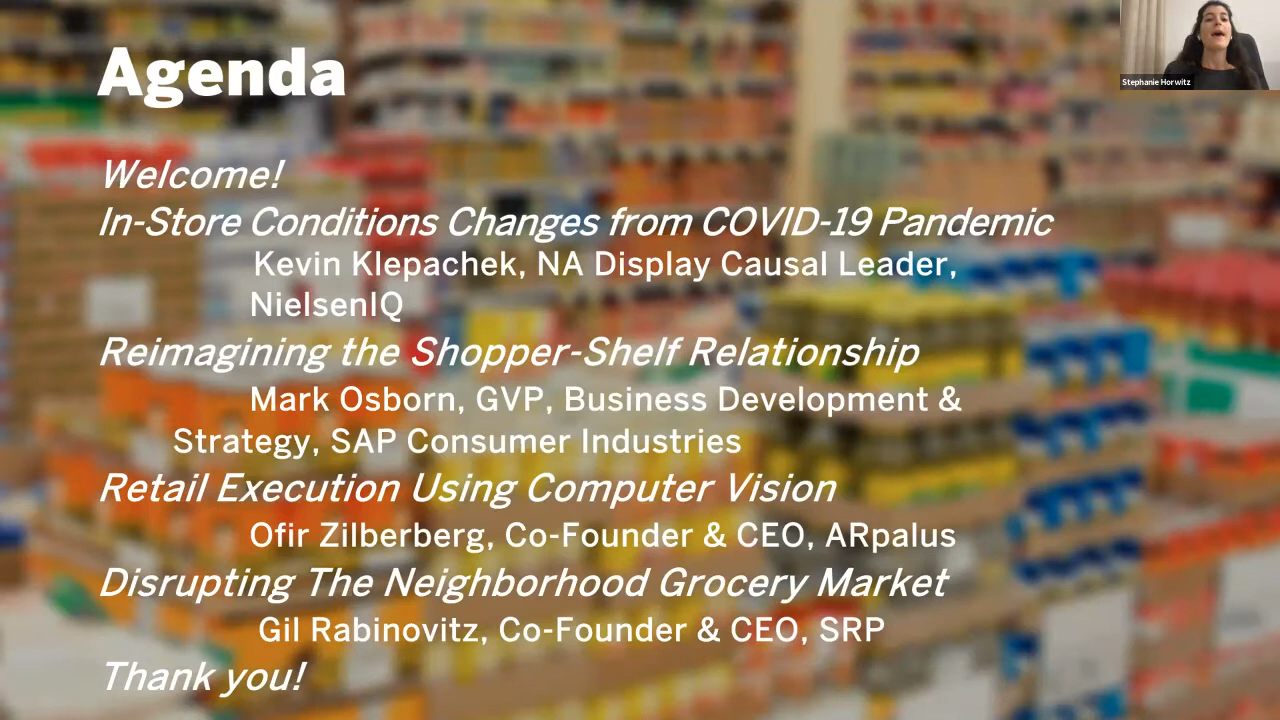 Agenda
Stephanie Horwitz
Welcome!
In-Store Conditions Changes from COVID-19 Pandemic
Kevin Klepachek, NA Display Causal Leader,
NielsenIQ
Reimagining the Shopper-Shelf Relationship
Mark Osborn, GVP, Business Development &
Strategy, SAP Consumer Industries
Retail Execution Using Computer Vision
Ofir Zilberberg, Co-Founder & CEO, ARpalus
Disrupting The Neighborhood Grocery Market
Gil Rabinovitz, Co-Founder & CEO, SRP
Thank you!